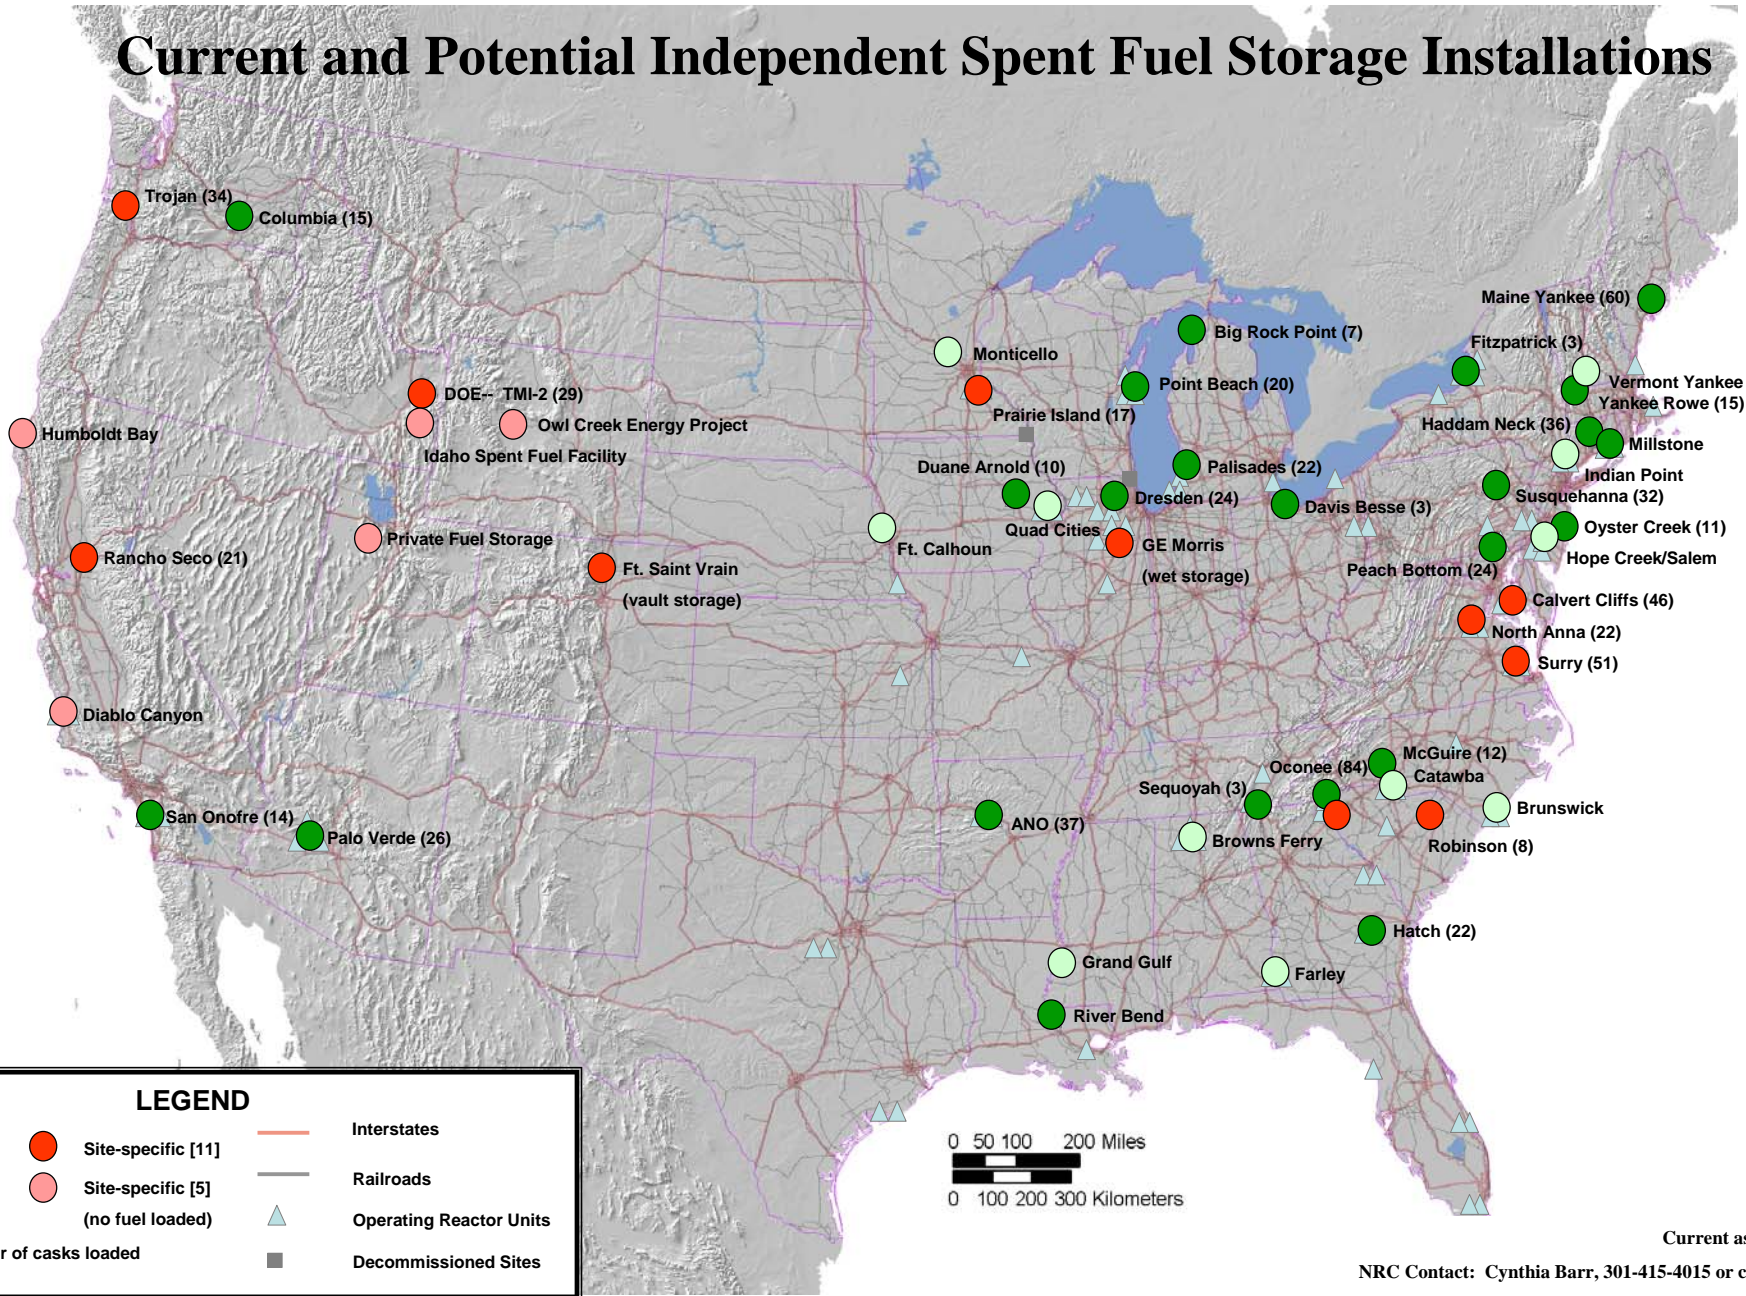 Current and Potential Independent Spent Fuel Storage Installations
Trojan (34)
Columbia (15)
Maine Yankee (60)
Big Rock Point (7)
Fitzpatrick (3)
Monticello
Vermont Yankee
DOE-- TMI-2 (29)
Point Beach (20)
Yankee Rowe (15)
Prairie Island (17)
Owl Creek Energy Project
Haddam Neck (36)
Humboldt Bay
Millstone
Idaho Spent Fuel Facility
Duane Arnold (10)
Palisades (22)
Indian Point
Dresden (24)
Susquehanna (32)
Davis Besse (3)
Quad Cities
Oyster Creek (11)
Private Fuel Storage
Ft. Calhoun
GE Morris
(wet storage)
Hope Creek/Salem
Rancho Seco (21)
Ft. Saint Vrain
(vault storage)
Peach Bottom (24)
Calvert Cliffs (46)
North Anna (22)
Surry (51)
Diablo Canyon
McGuire (12)
Oconee (84)
Catawba
Sequoyah (3)
Brunswick
San Onofre (14)
ANO (37)
Palo Verde (26)
Browns Ferry
Robinson (8)
Hatch (22)
Grand Gulf
Farley
River Bend
LEGEND
Site-specific [11]
Interstates
Site-specific [5]
(no fuel loaded)
Railroads
Operating Reactor Units
r of casks loaded
Decommissioned Sites
0 50 100 200 Miles
0 100 200 300 Kilometers
Current as
NRC Contact: Cynthia Barr, 301-415-4015 or c